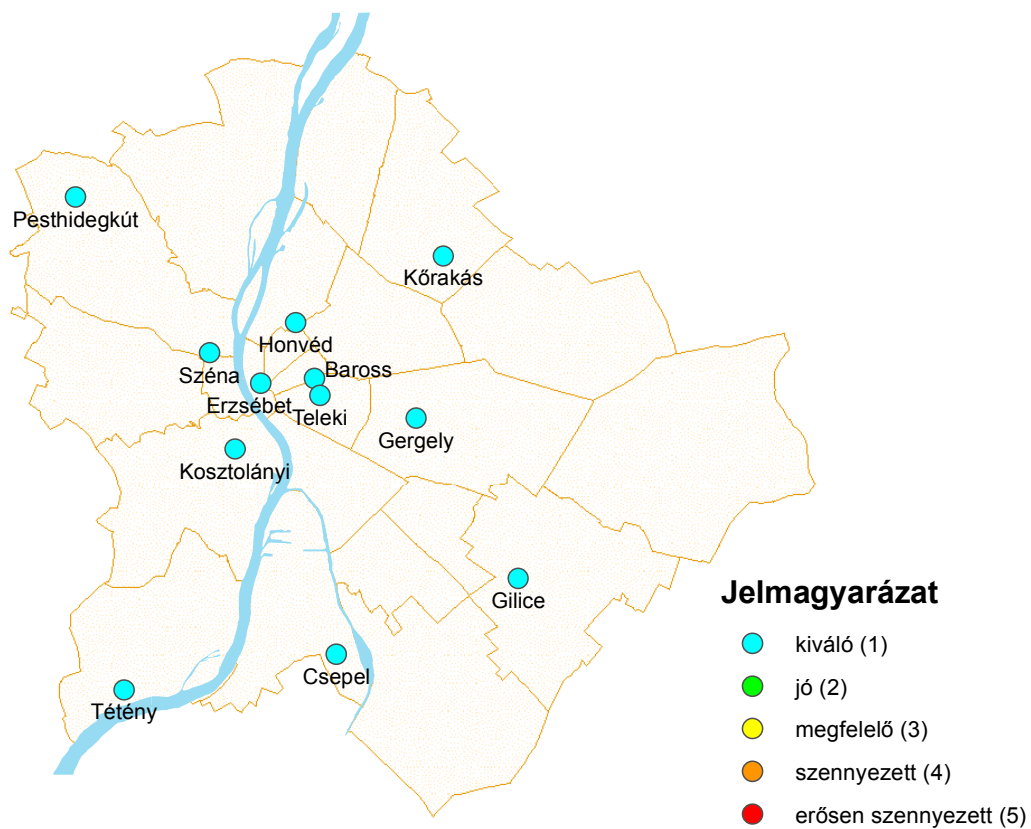 Pesthidegkút
Kőrakás
Honvéd
Széna
Baross
Erzsébet
Teleki
Gergely
Kosztolányi
Gilice
Csepel
Tétény
Jelmagyarázat
kiváló (1)
jó (2)
megfelelő (3)
szennyezett (4)
erősen szennyezett (5)